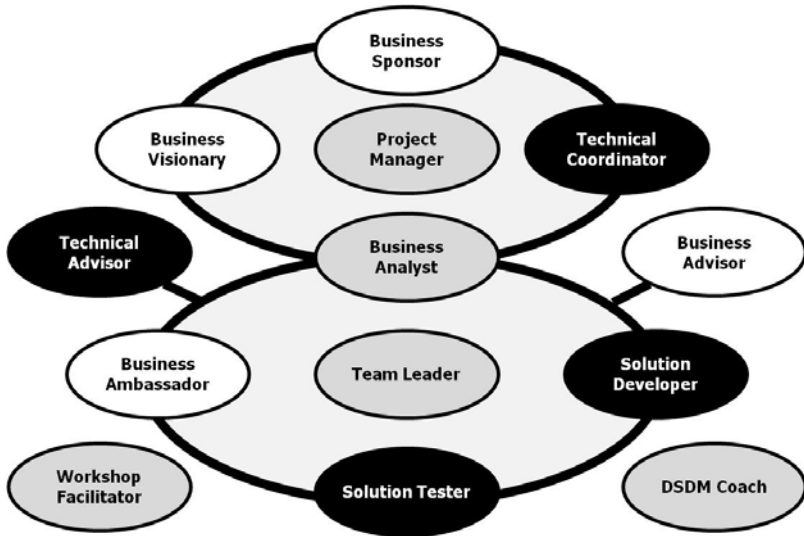 Business
Sponsor
Business
Visionary
Project
Manager
Technical
Coordinator
Technical
Advisor
Business
Analyst
Business
Advisor
Business
Ambassador
Team Leader
Solution
Developer
Workshop
Facilitator
Solution Tester
DSDM Coach